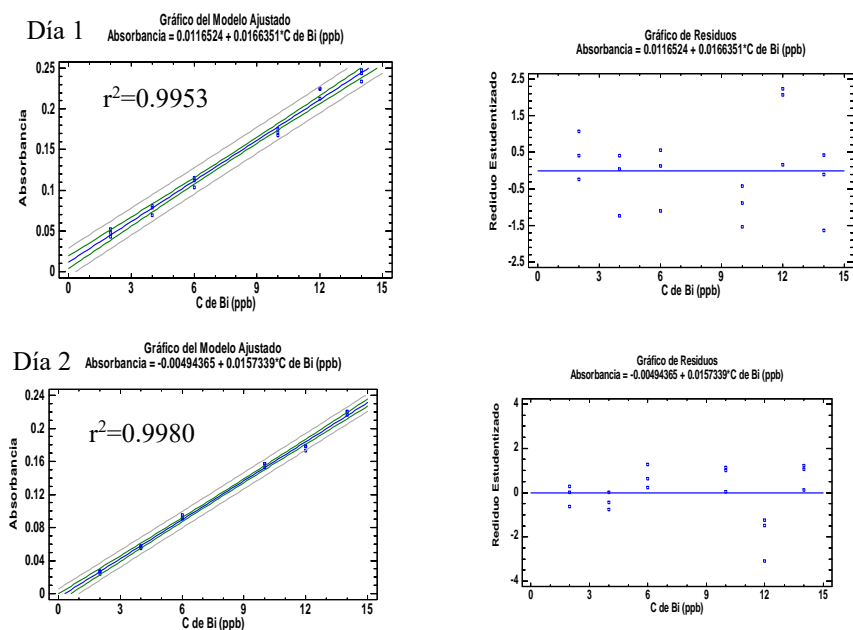 Día 1
Gráfico del Modelo Ajustado
Absorbancia = 0.0116524 + 0.0166351*C de Bi (ppb)
r²=0.9953
Absorbancia
0.25
0.2
0.15
0.1
0.05
0
0 3 6 9 12 15
C de Bi (ppb)
Gráfico de Residuos
Absorbancia = 0.0116524 + 0.0166351*C de Bi (ppb)
Rediduo Estudentizado
2.5
1.5
0.5
-0.5
-1.5
-2.5
0 3 6 9 12 15
C de Bi (ppb)
Día 2
Gráfico del Modelo Ajustado
Absorbancia = -0.00494365 + 0.0157339*C de Bi (ppb)
r²=0.9980
Absorbancia
0.24
0.2
0.16
0.12
0.08
0.04
0
0 3 6 9 12 15
C de Bi (ppb)
Gráfico de Residuos
Absorbancia = -0.00494365 + 0.0157339*C de Bi (ppb)
Rediduo Estudentizado
4
2
0
-2
-4
0 3 6 9 12 15
C de Bi (ppb)